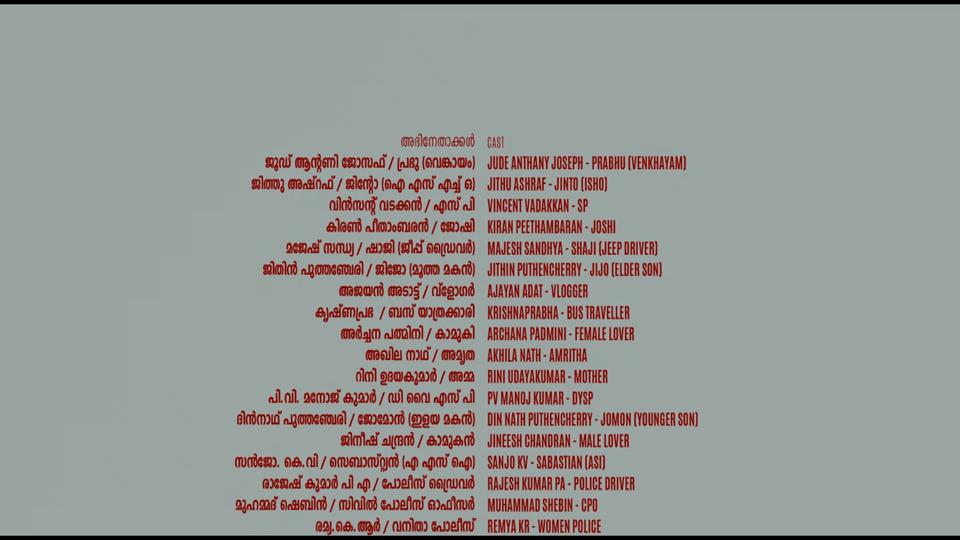 അഭിനേതാക്കൾ CAST
ജൂഡ് ആന്റണി ജോസഫ് / പ്രഭു (വെങ്കായം) JUDE ANTHANY JOSEPH - PRABHU (VENKHAYAM)
ജിത്തു അഷ്റഫ് / ജിന്റോ (ഐ എസ് എച്ച് ഒ) JITHU ASHRAF - JINTO (ISHO)
വിൻസന്റ് വടക്കൻ / എസ് പി VINCENT VADAKKAN - SP
കിരൺ പീതാംബരൻ / ജോഷി KIRAN PEETHAMBARAN - JOSHI
മജേഷ് സന്ധ്യ / ഷാജി (ജീപ്പ് ഡ്രൈവർ) MAJESH SANDHYA - SHAJI (JEEP DRIVER)
ജിതിൻ പുത്തഞ്ചേരി / ജിജോ (മൂത്ത മകൻ) JITHIN PUTHENCHERRY - JIJO (ELDER SON)
അജയൻ അടാട്ട് / വ്ളോഗർ AJAYAN ADAT - VLOGGER
കൃഷ്ണപ്രഭ / ബസ് യാത്രക്കാരി KRISHNAPRABHA - BUS TRAVELLER
അർച്ചന പത്മിനി / കാമുകി ARCHANA PADMINI - FEMALE LOVER
അഖില നാഥ് / അമൃത AKHILA NATH - AMRITHA
റിനി ഉദയകുമാർ / അമ്മ RINI UDAYAKUMAR - MOTHER
പി.വി. മനോജ് കുമാർ / ഡി വൈ എസ് പി PV MANOJ KUMAR - DYSP
ദിൻനാഥ് പുത്തഞ്ചേരി / ജോമോൻ (ഇളയ മകൻ) DIN NATH PUTHENCHERRY - JOMON (YOUNGER SON)
ജിനീഷ് ചന്ദ്രൻ / കാമുകൻ JINEESH CHANDRAN - MALE LOVER
സൻജോ. കെ.വി / സെബാസ്റ്റ്യൻ (എ എസ് ഐ) SANJO KV - SABASTIAN (ASI)
രാജേഷ് കുമാർ പി എ / പോലീസ് ഡ്രൈവർ RAJESH KUMAR PA - POLICE DRIVER
മുഹമ്മദ് ഷെബിൻ / സിവിൽ പോലീസ് ഓഫീസർ MUHAMMAD SHEBIN - CPO
രമ്യ.കെ.ആർ / വനിതാ പോലീസ് REMYA KR - WOMEN POLICE